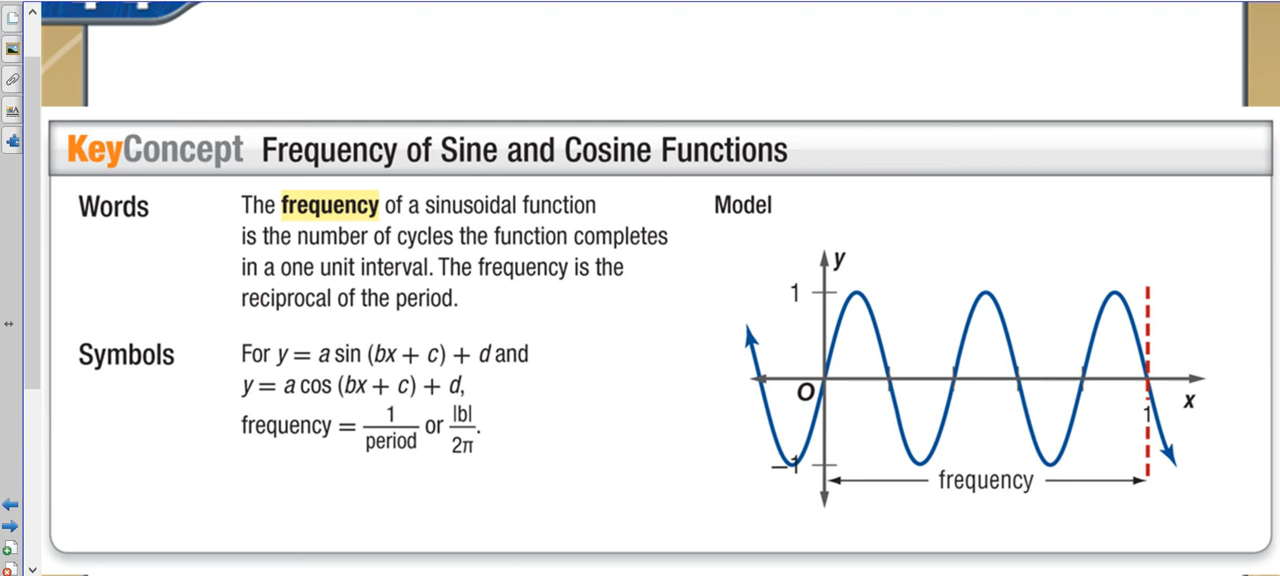 KeyConcept Frequency of Sine and Cosine Functions
Words
The frequency of a sinusoidal function
is the number of cycles the function completes
in a one unit interval. The frequency is the
reciprocal of the period.
Symbols
For y = a sin (bx + c) + d and
y = a cos (bx + c) + d,
frequency = 1/period or |b|/2π.
Model
y
1
O
x
1
−1
frequency